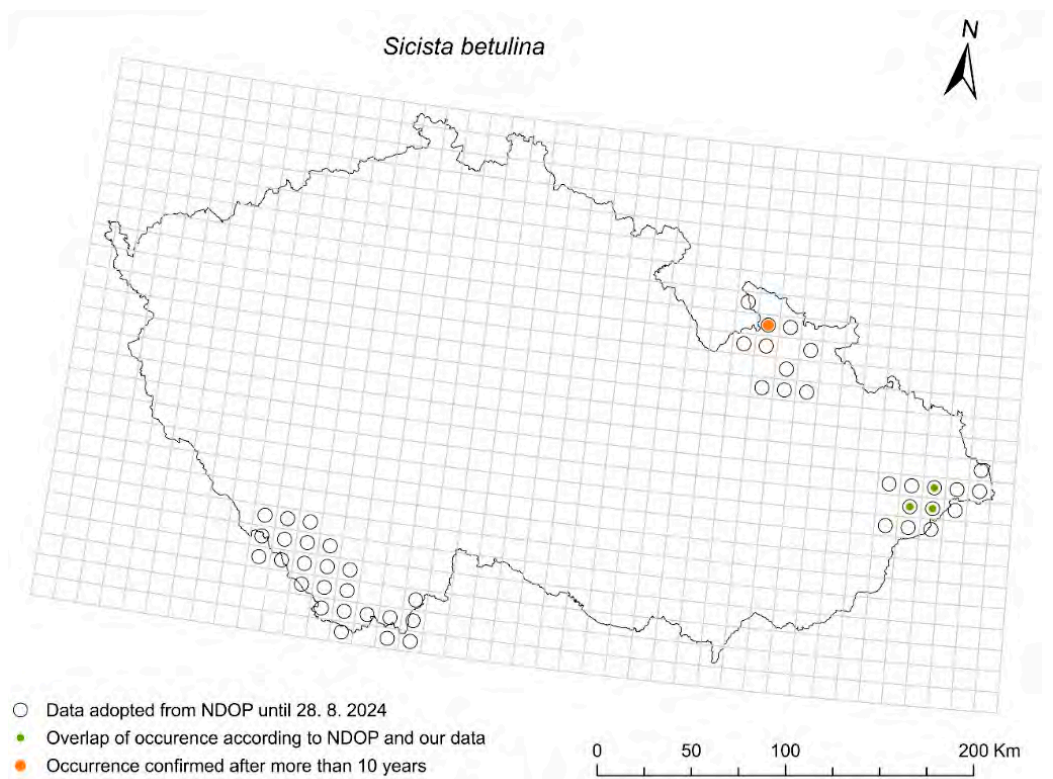 Sicista betulina
N
Data adopted from NDOP until 28. 8. 2024
Overlap of occurence according to NDOP and our data
Occurrence confirmed after more than 10 years
0 50 100 200 Km